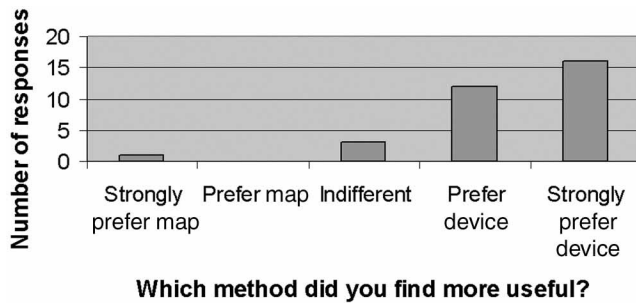 Number of responses
20
15
10
5
0
Strongly prefer map
Prefer map
Indifferent
Prefer device
Strongly prefer device
Which method did you find more useful?